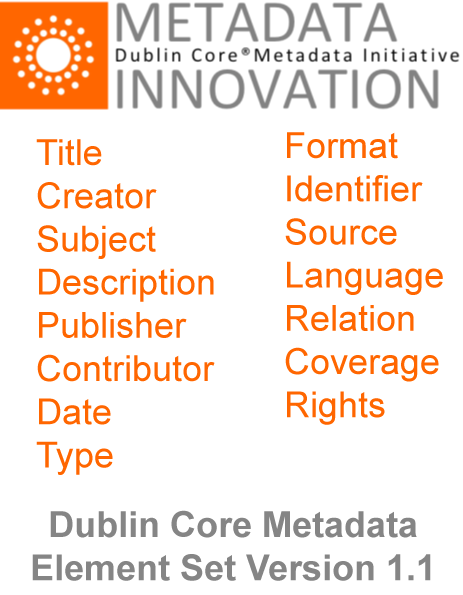 METADATA
Dublin Core®Metadata Initiative
INNOVATION
Title
Creator
Subject
Description
Publisher
Contributor
Date
Type
Format
Identifier
Source
Language
Relation
Coverage
Rights
Dublin Core Metadata
Element Set Version 1.1